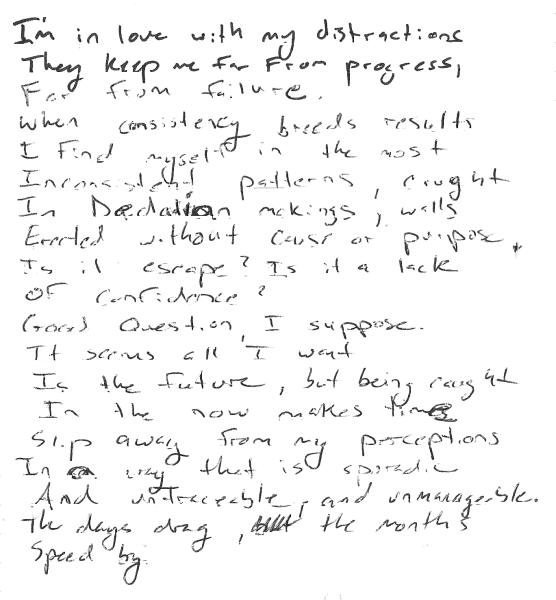 I'm in love with my distractions
They keep me far from progress,
Far from failure.
When consistency breeds results
I find myself in the most
Inconsistent patterns, caught
In Daedalian makings, walls
Erected without cause or purpose.
Is it escape? Is it a lack
Of confidence?
Good Question, I suppose.
It seems all I want
Is the future, but being caught
In the now makes time
Slip away from my perceptions
In a way that is sporadic
And untraceable, and unmanageable.
The days drag, the months
Speed by.